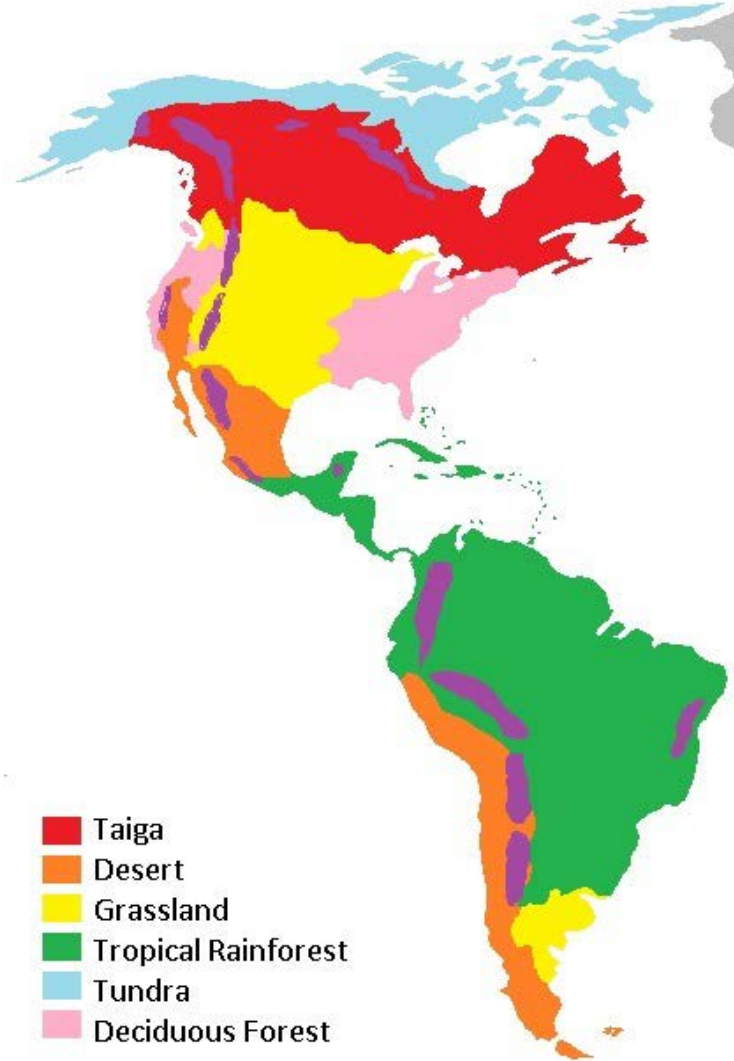 Taiga
Desert
Grassland
Tropical Rainforest
Tundra
Deciduous Forest